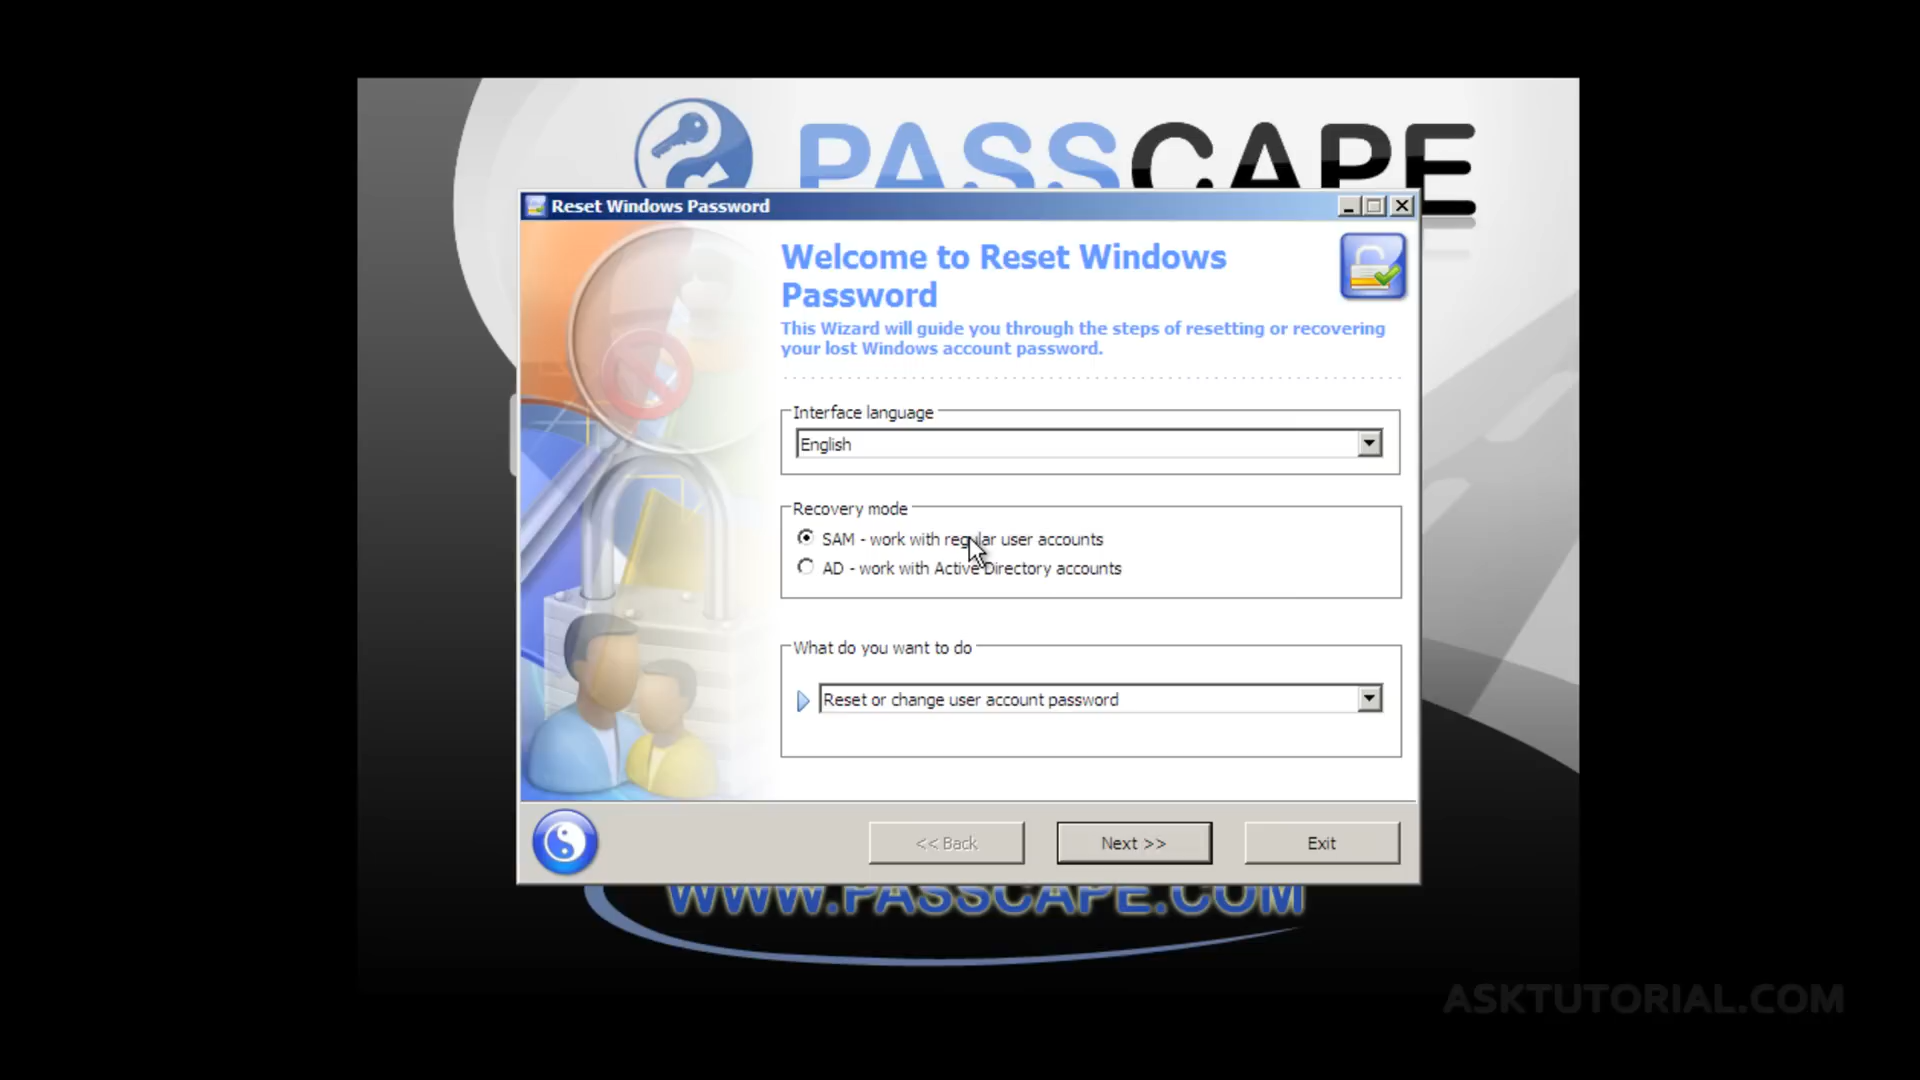 PASSCAPE
Reset Windows Password
Welcome to Reset Windows
Password
This Wizard will guide you through the steps of resetting or recovering
your lost Windows account password.
Interface language
English
Recovery mode
SAM - work with regular user accounts
AD - work with Active Directory accounts
What do you want to do
Reset or change user account password
<< Back
Next >>
Exit
WWW.PASSCAPE.COM
ASKTUTORIAL.COM